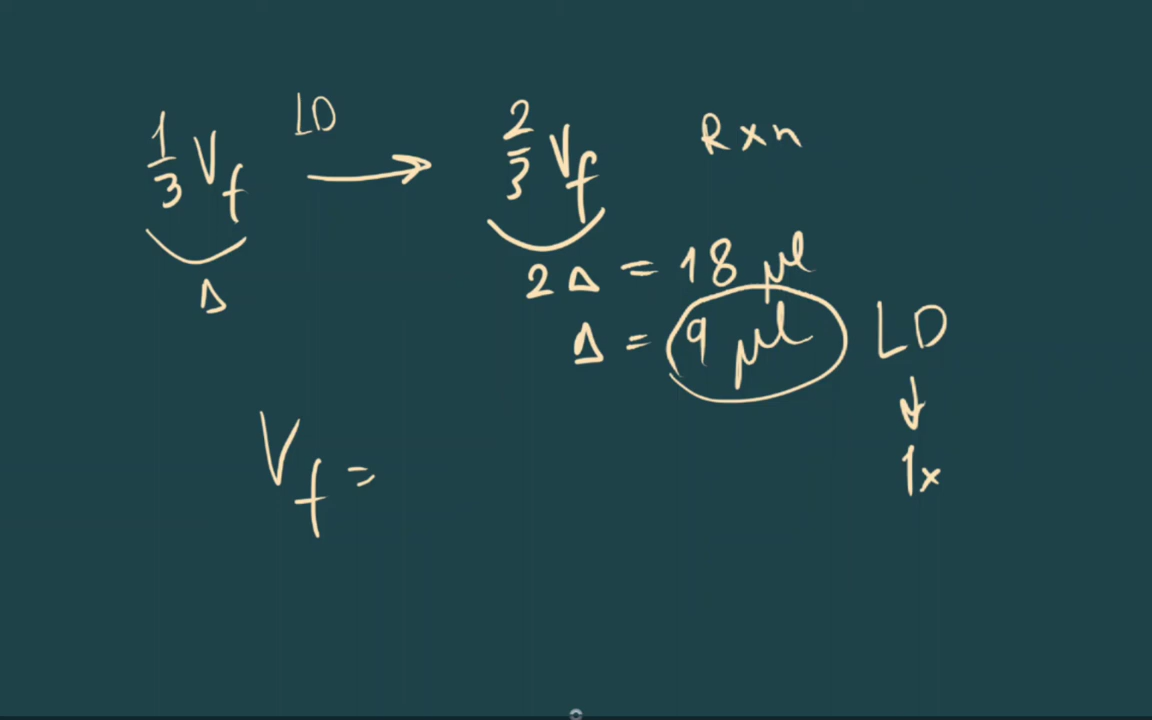 1/3 Vf LD → 2/3 Vf Rxn
Δ
2Δ = 18 μl
Δ = 9 μl LD
↓
Vf =
1x